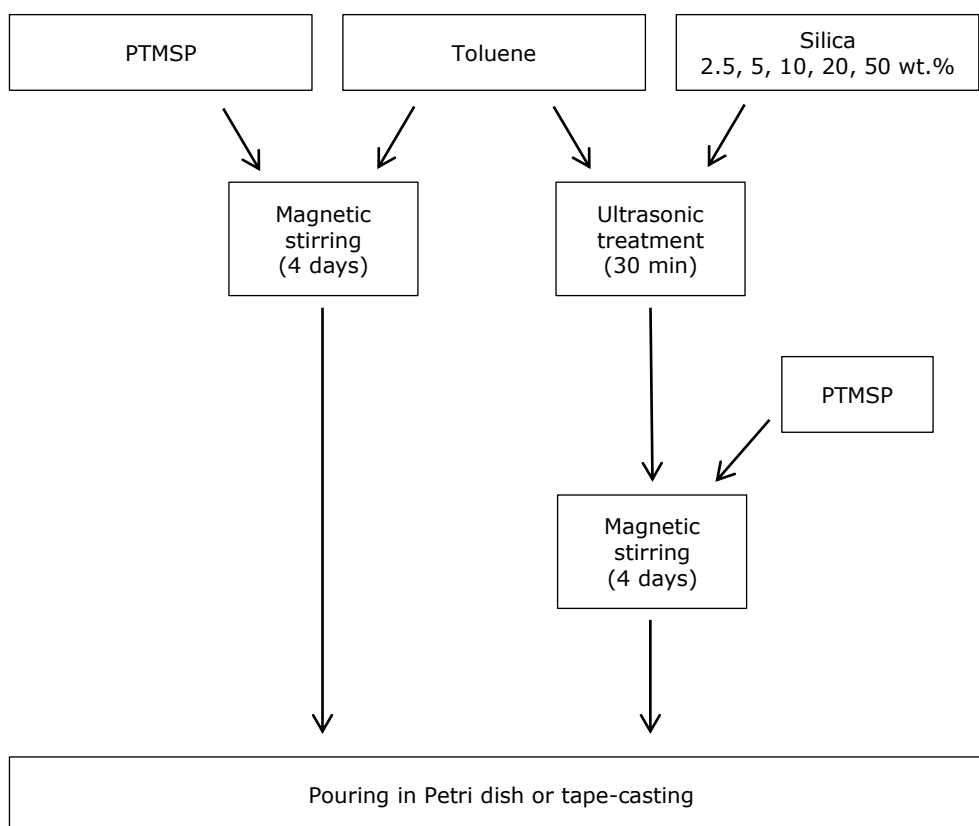 PTMSP
Toluene
Silica
2.5, 5, 10, 20, 50 wt.%
Magnetic
stirring
(4 days)
Ultrasonic
treatment
(30 min)
PTMSP
Magnetic
stirring
(4 days)
Pouring in Petri dish or tape-casting